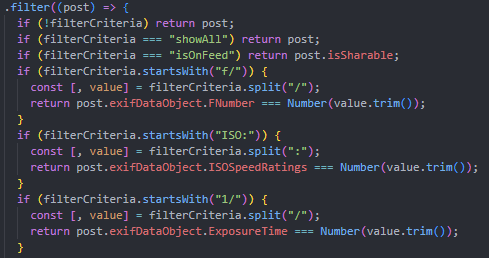 .filter((post) => {
if (!filterCriteria) return post;
if (filterCriteria === "showAll") return post;
if (filterCriteria === "isOnFeed") return post.isSharable;
if (filterCriteria.startsWith("f/")) {
const [, value] = filterCriteria.split("/");
return post.exifDataObject.FNumber === Number(value.trim());
}
if (filterCriteria.startsWith("ISO:")) {
const [, value] = filterCriteria.split(":");
return post.exifDataObject.ISOSpeedRatings === Number(value.trim());
}
if (filterCriteria.startsWith("1/")) {
const [, value] = filterCriteria.split("/");
return post.exifDataObject.ExposureTime === Number(value.trim());
}